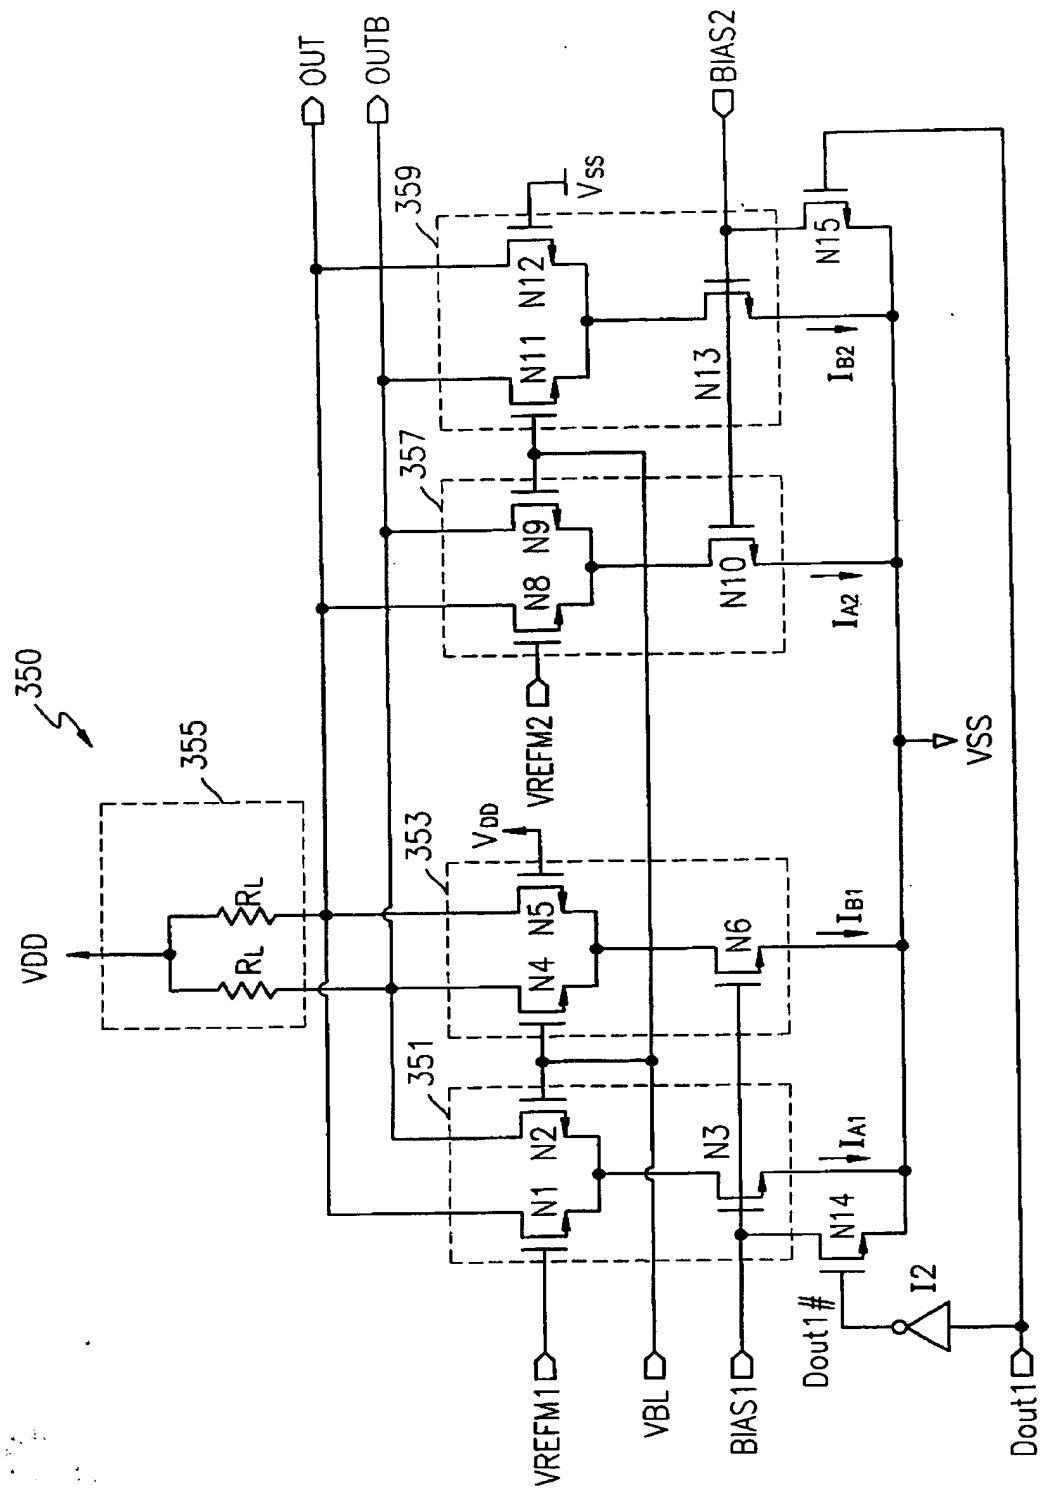 350
355
VDD
RL
RL
OUT
OUTB
351
353
357
359
N1
N2
N4
N5
VDD
N8
N9
N11
N12
Vss
VREFM1
VREFM2
VBL
BIAS1
BIAS2
N3
N6
N10
N13
N14
N15
IA1
IB1
IA2
IB2
Dout1#
I2
VSS
Dout1